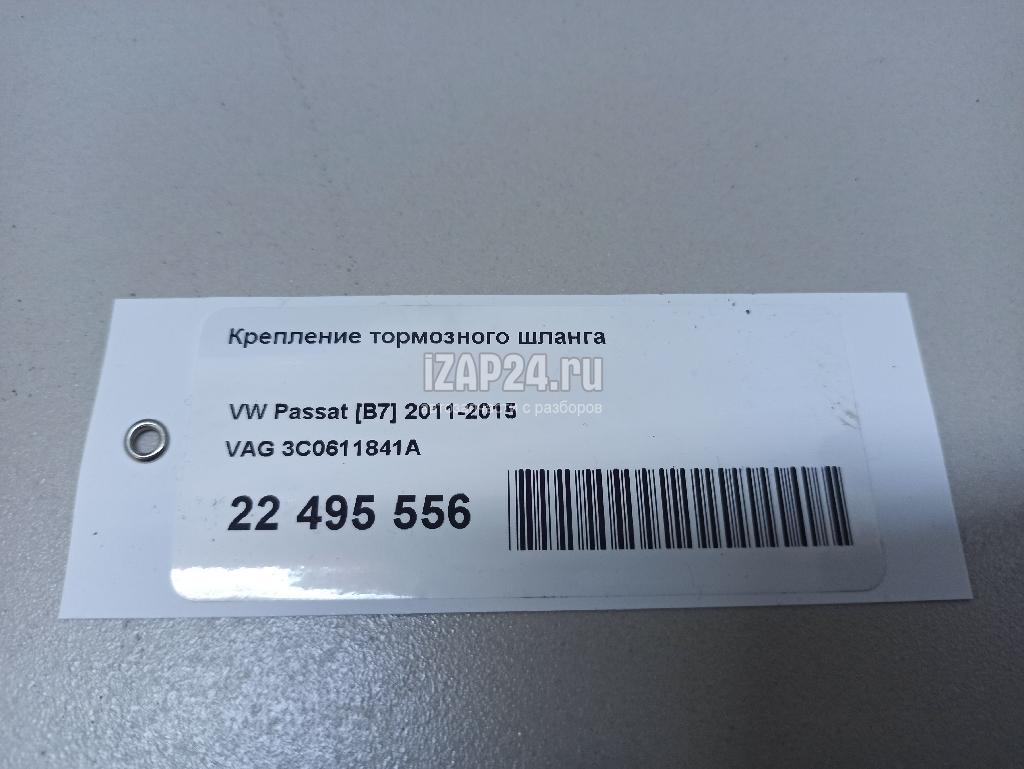 Крепление тормозного шланга
iZAP24.ru
с разборов
VW Passat [B7] 2011-2015
VAG 3C0611841A
22 495 556